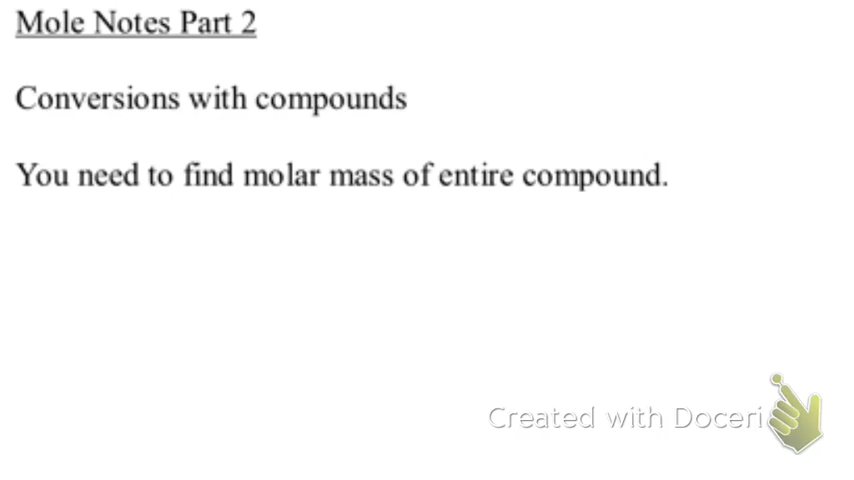 Mole Notes Part 2
Conversions with compounds
You need to find molar mass of entire compound.
Created with Doceri